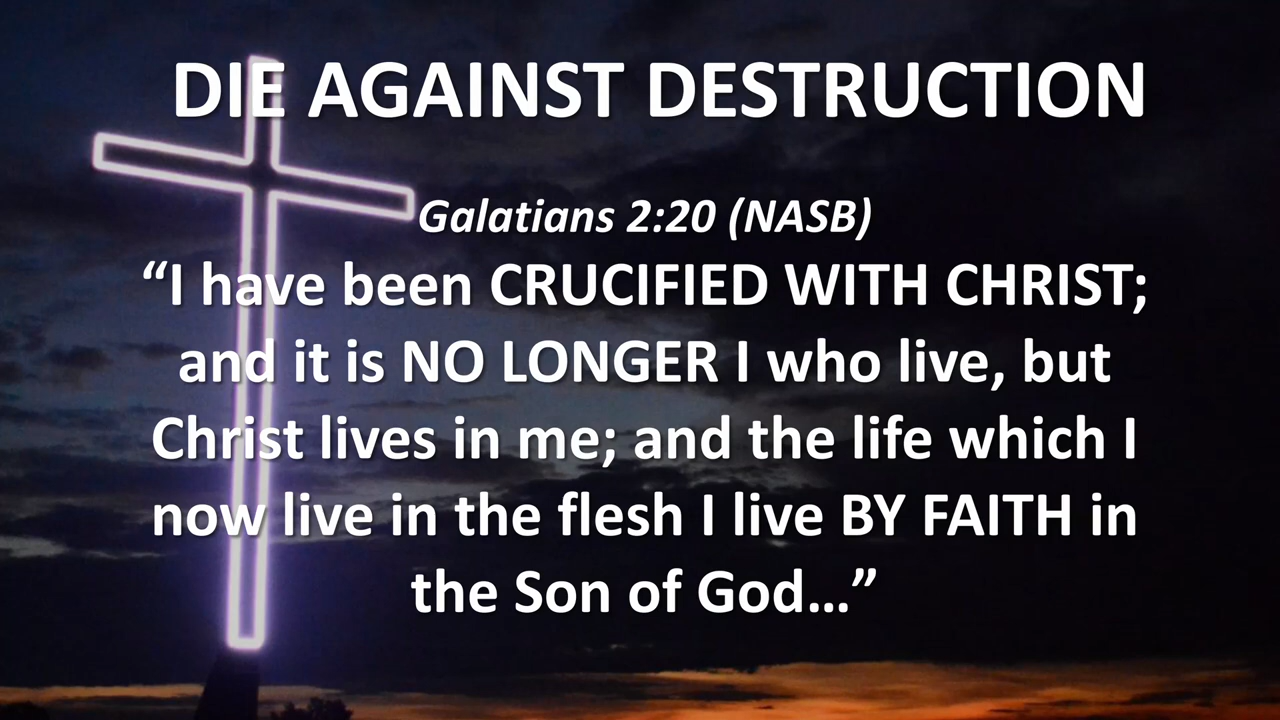 DIE AGAINST DESTRUCTION
Galatians 2:20 (NASB)
“I have been CRUCIFIED WITH CHRIST;
and it is NO LONGER I who live, but
Christ lives in me; and the life which I
now live in the flesh I live BY FAITH in
the Son of God…”